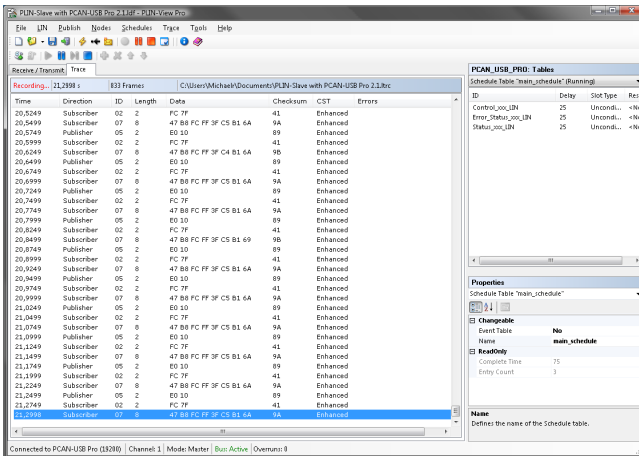 PLIN-Slave with PCAN-USB Pro 2.1.ldf - PLIN-View Pro
File LIN Publish Nodes Schedules Trace Tools Help
Receive / Transmit Trace
Recording... 21,2998 s 833 Frames C:\Users\Michaele\Documents\PLIN-Slave with PCAN-USB Pro 2.1.ltrc
Time Direction ID Length Data Checksum CST Errors
20,5249 Subscriber 02 2 FC 7F 41 Enhanced
20,5499 Subscriber 07 8 47 B8 FC FF 3F C5 B1 6A 9A Enhanced
20,5749 Publisher 05 2 E0 10 89 Enhanced
20,5999 Subscriber 02 2 FC 7F 41 Enhanced
20,6249 Subscriber 07 8 47 B8 FC FF 3F C4 B1 6A 9B Enhanced
20,6499 Publisher 05 2 E0 10 89 Enhanced
20,6749 Subscriber 02 2 FC 7F 41 Enhanced
20,6999 Subscriber 07 8 47 B8 FC FF 3F C5 B1 6A 9A Enhanced
20,7249 Publisher 05 2 E0 10 89 Enhanced
20,7499 Subscriber 02 2 FC 7F 41 Enhanced
20,7749 Subscriber 07 8 47 B8 FC FF 3F C5 B1 6A 9A Enhanced
20,7999 Publisher 05 2 E0 10 89 Enhanced
20,8249 Subscriber 02 2 FC 7F 41 Enhanced
20,8499 Subscriber 07 8 47 B8 FC FF 3F C5 B1 69 9B Enhanced
20,8749 Publisher 05 2 E0 10 89 Enhanced
20,8999 Subscriber 02 2 FC 7F 41 Enhanced
20,9249 Subscriber 07 8 47 B8 FC FF 3F C5 B1 6A 9A Enhanced
20,9499 Publisher 05 2 E0 10 89 Enhanced
20,9749 Subscriber 02 2 FC 7F 41 Enhanced
20,9999 Subscriber 07 8 47 B8 FC FF 3F C5 B1 6A 9A Enhanced
21,0249 Publisher 05 2 E0 10 89 Enhanced
21,0499 Subscriber 02 2 FC 7F 41 Enhanced
21,0749 Subscriber 07 8 47 B8 FC FF 3F C5 B1 6A 9A Enhanced
21,0999 Publisher 05 2 E0 10 89 Enhanced
21,1249 Subscriber 02 2 FC 7F 41 Enhanced
21,1499 Subscriber 07 8 47 B8 FC FF 3F C5 B1 6A 9A Enhanced
21,1749 Publisher 05 2 E0 10 89 Enhanced
21,1999 Subscriber 02 2 FC 7F 41 Enhanced
21,2249 Subscriber 07 8 47 B8 FC FF 3F C5 B1 6A 9A Enhanced
21,2499 Publisher 05 2 E0 10 89 Enhanced
21,2749 Subscriber 02 2 FC 7F 41 Enhanced
21,2998 Subscriber 07 8 47 B8 FC FF 3F C5 B1 6A 9A Enhanced
PCAN_USB_PRO: Tables
Schedule Table "main_schedule" (Running)
ID Delay Slot Type Res
Control_xxx_LIN 25 Uncondi... <N
Error_Status_xxx_LIN 25 Uncondi... <N
Status_xxx_LIN 25 Uncondi... <N
Properties
Schedule Table "main_schedule"
Changeable
Event Table No
Name main_schedule
ReadOnly
Complete Time 75
Entry Count 3
Name
Defines the name of the Schedule table.
Connected to PCAN-USB Pro (19200) Channel: 1 Mode: Master Bus: Active Overruns: 0